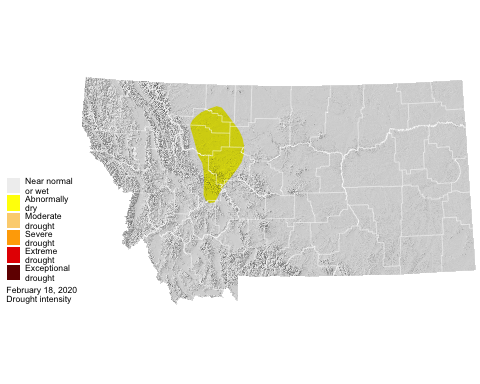 Near normal
or wet
Abnormally
dry
Moderate
drought
Severe
drought
Extreme
drought
Exceptional
drought
February 18, 2020
Drought intensity